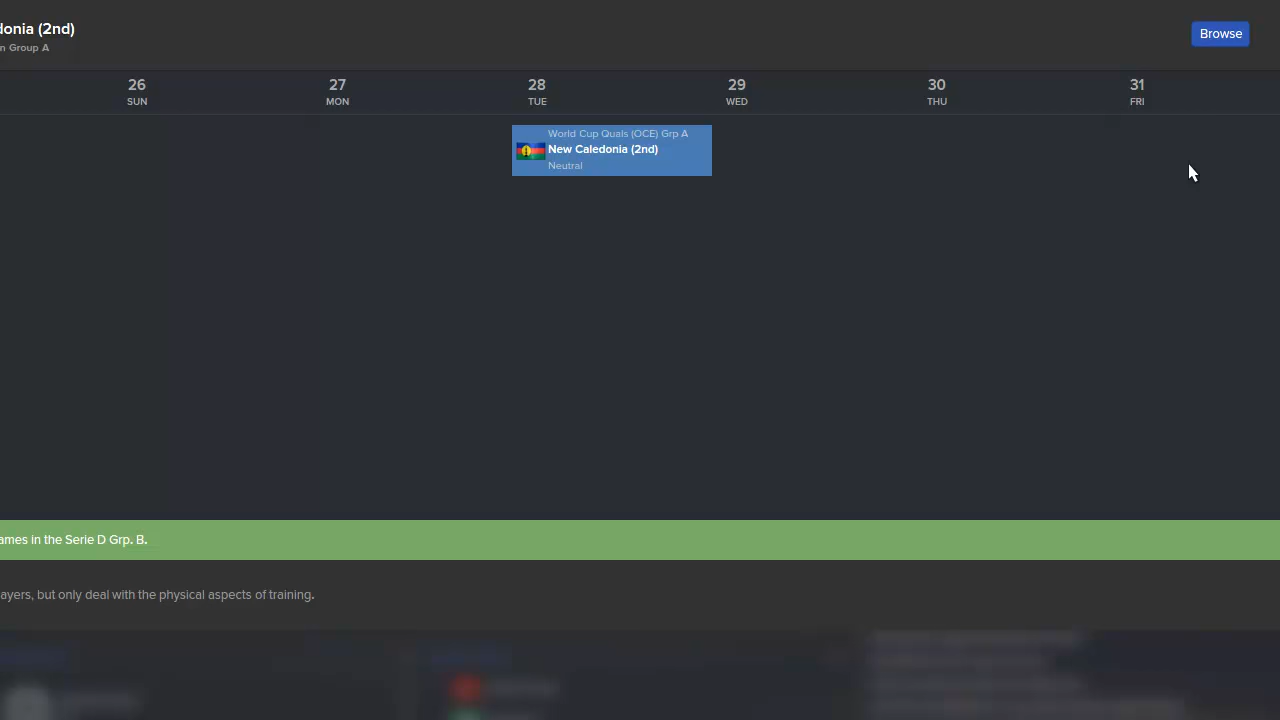 donia (2nd)
n Group A
Browse
26
SUN
27
MON
28
TUE
29
WED
30
THU
31
FRI
World Cup Quals (OCE) Grp A
New Caledonia (2nd)
Neutral
ames in the Serie D Grp. B.
ayers, but only deal with the physical aspects of training.